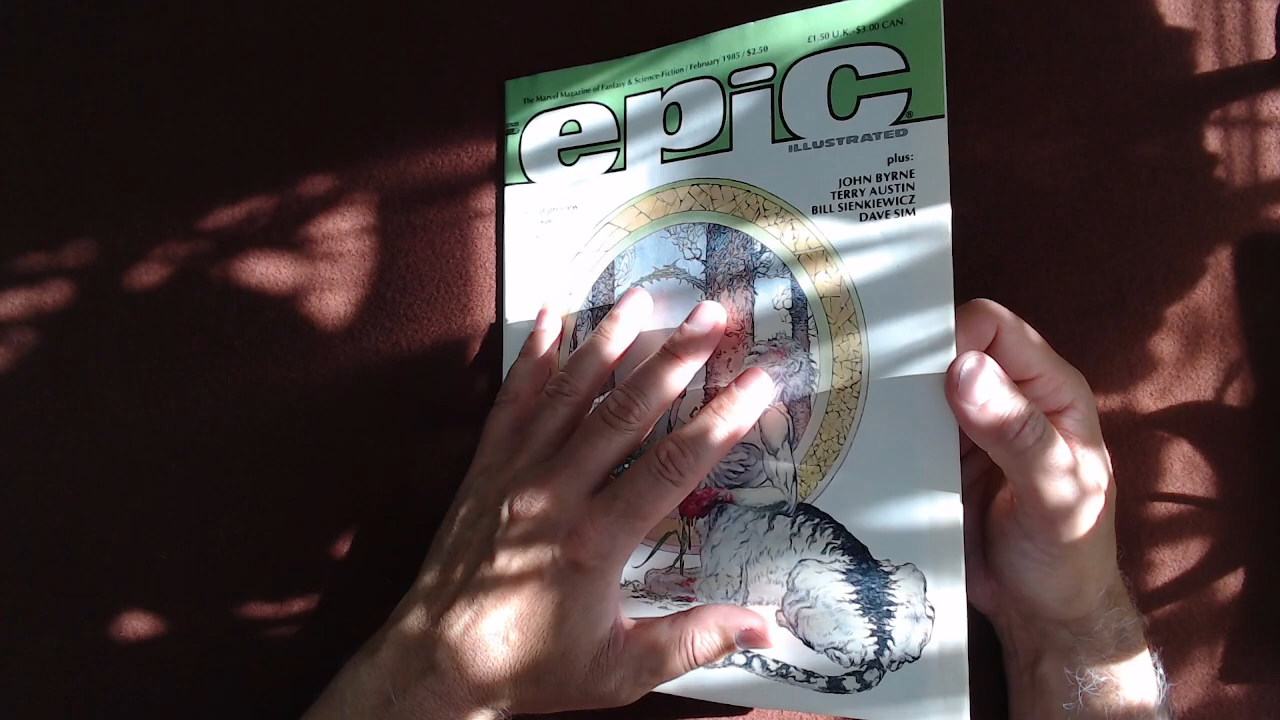 The Marvel Magazine of Fantasy & Science-Fiction / February 1985 / $2.50
£1.50 U.K.-$3.00 CAN.
epic
ILLUSTRATED
plus:
JOHN BYRNE
TERRY AUSTIN
BILL SIENKIEWICZ
DAVE SIM